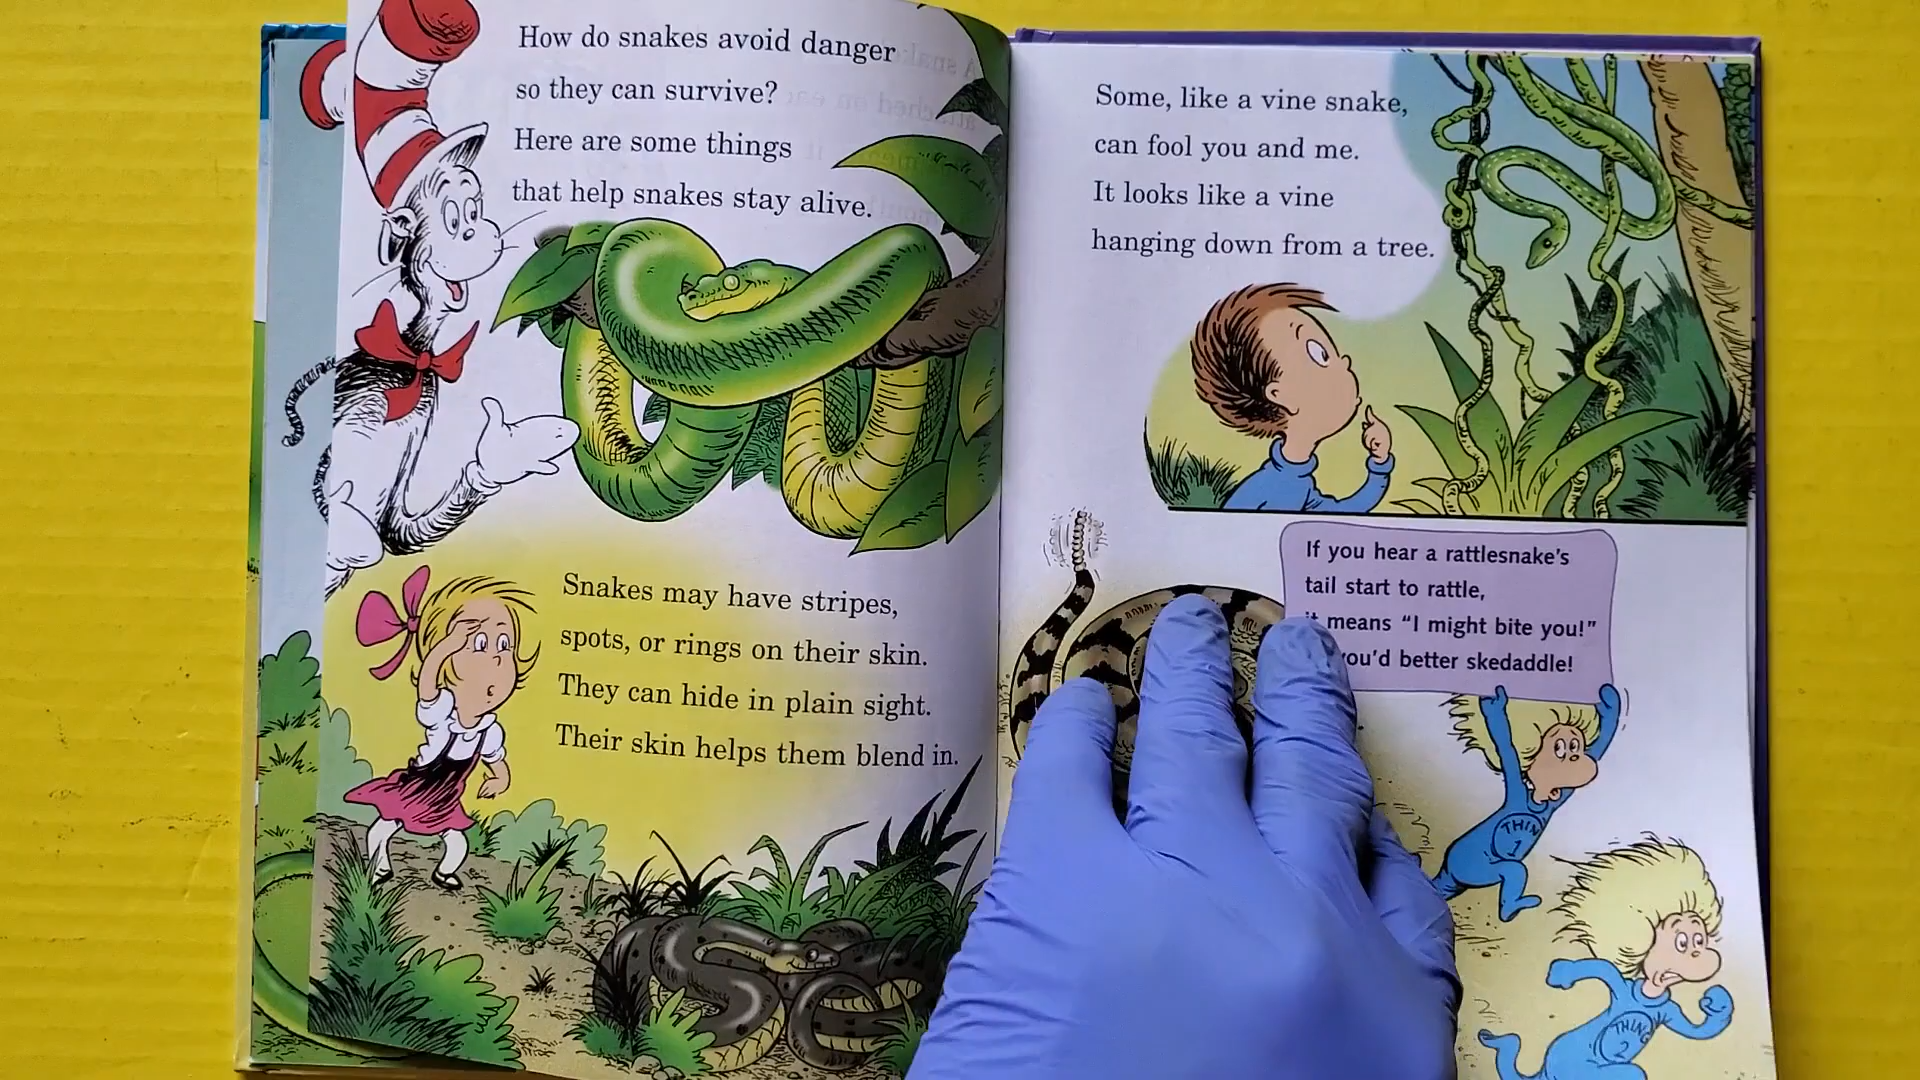 How do snakes avoid danger
so they can survive?
Here are some things
that help snakes stay alive.
Snakes may have stripes,
spots, or rings on their skin.
They can hide in plain sight.
Their skin helps them blend in.
Some, like a vine snake,
can fool you and me.
It looks like a vine
hanging down from a tree.
If you hear a rattlesnake's
tail start to rattle,
it means “I might bite you!”
you'd better skedaddle!
THING
1
THING
2